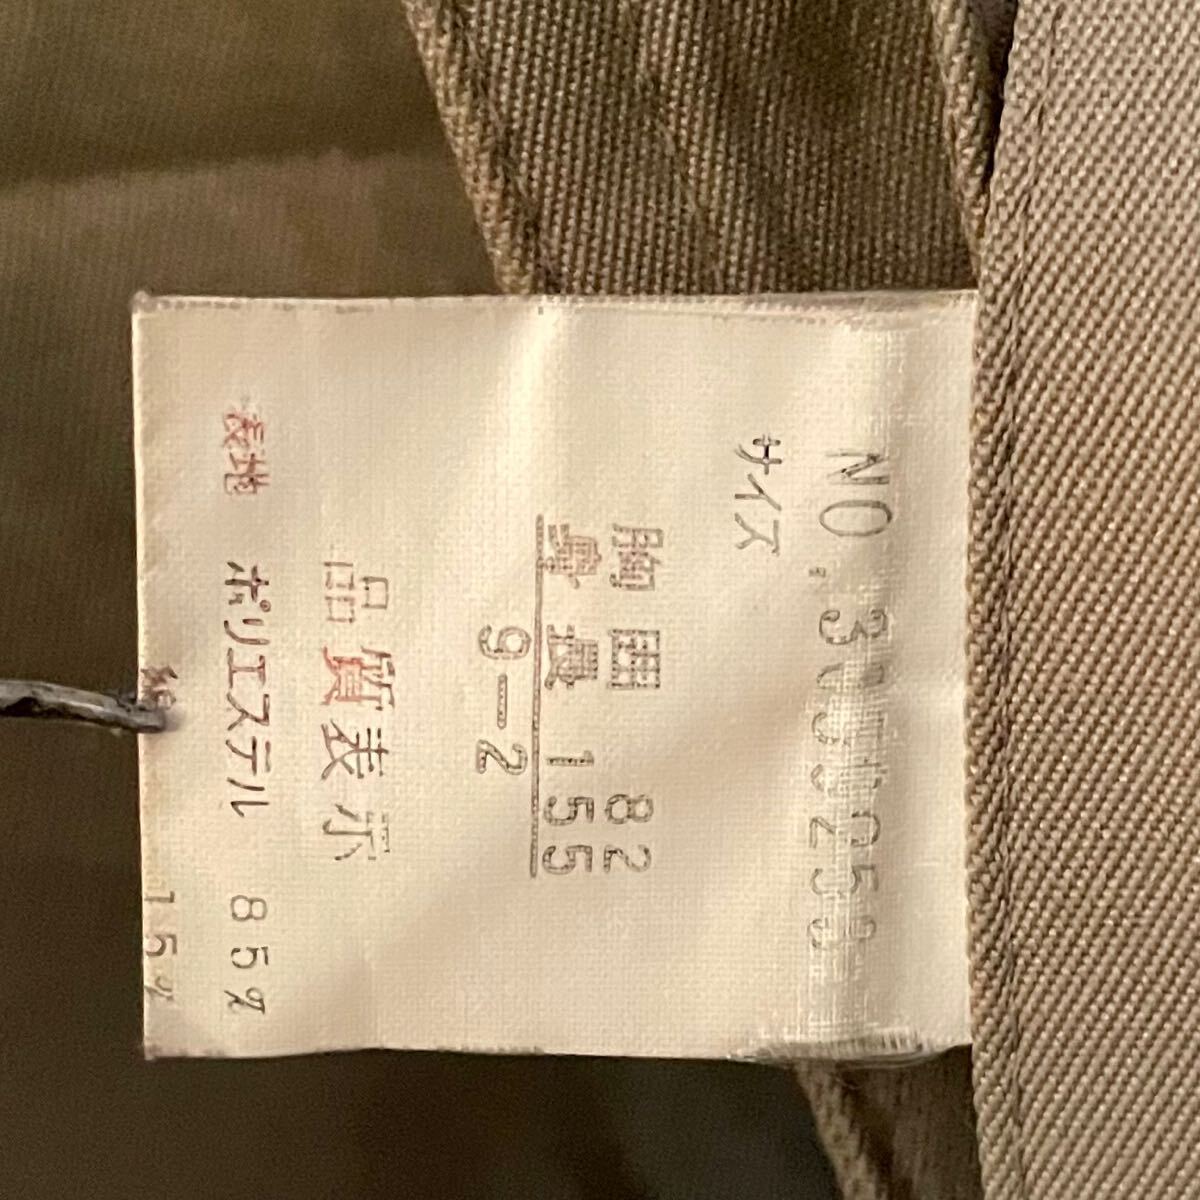 サイズ
胸囲 82
身長 155
9-2
品質表示
表地 ポリエステル 85%
綿 15%